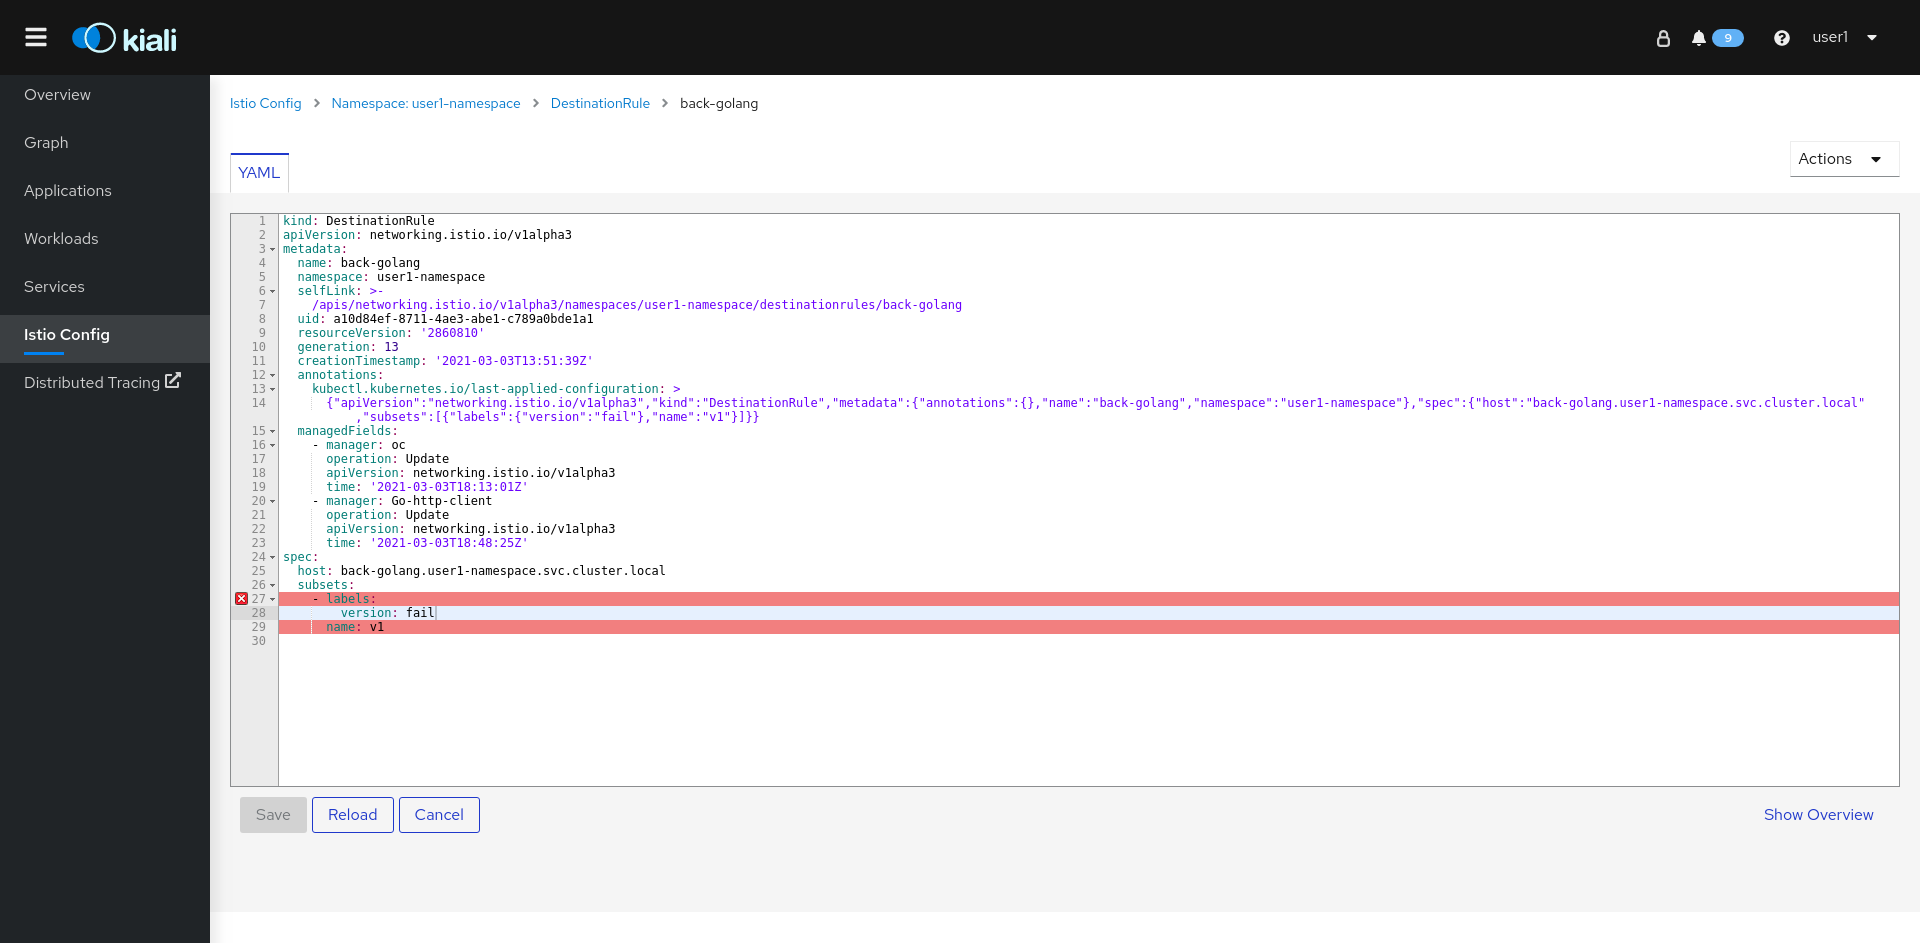 kiali
9
user1
Overview
Graph
Applications
Workloads
Services
Istio Config
Distributed Tracing
Istio Config > Namespace: user1-namespace > DestinationRule > back-golang
YAML
Actions
1 kind: DestinationRule
2 apiVersion: networking.istio.io/v1alpha3
3 metadata:
4   name: back-golang
5   namespace: user1-namespace
6   selfLink: >-
7     /apis/networking.istio.io/v1alpha3/namespaces/user1-namespace/destinationrules/back-golang
8   uid: a10d84ef-8711-4ae3-abe1-c789a0bde1a1
9   resourceVersion: '2860810'
10   generation: 13
11   creationTimestamp: '2021-03-03T13:51:39Z'
12   annotations:
13     kubectl.kubernetes.io/last-applied-configuration: >
14       {"apiVersion":"networking.istio.io/v1alpha3","kind":"DestinationRule","metadata":{"annotations":{},"name":"back-golang","namespace":"user1-namespace"},"spec":{"host":"back-golang.user1-namespace.svc.cluster.local"
,"subsets":[{"labels":{"version":"fail"},"name":"v1"}]}}
15   managedFields:
16     - manager: oc
17       operation: Update
18       apiVersion: networking.istio.io/v1alpha3
19       time: '2021-03-03T18:13:01Z'
20     - manager: Go-http-client
21       operation: Update
22       apiVersion: networking.istio.io/v1alpha3
23       time: '2021-03-03T18:48:25Z'
24 spec:
25   host: back-golang.user1-namespace.svc.cluster.local
26   subsets:
27     - labels:
28         version: fail
29       name: v1
30
Save
Reload
Cancel
Show Overview